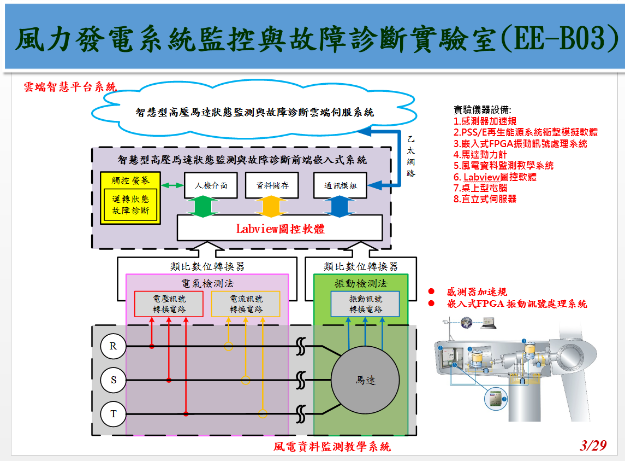 風力發電系統監控與故障診斷實驗室(EE-B03)
雲端智慧平台系統
智慧型高壓馬達狀態監測與故障診斷雲端伺服系統
乙太網路
智慧型高壓馬達狀態監測與故障診斷前端嵌入式系統
觸控螢幕
運轉狀態
故障診斷
人機介面
資料儲存
通訊模組
Labview圖控軟體
類比數位轉換器
類比數位轉換器
電氣檢測法
振動檢測法
電壓訊號
轉換電路
電流訊號
轉換電路
振動訊號
轉換電路
R
S
T
馬達
風電資料監測教學系統
實驗儀器設備:
1.感測器加速規
2.PSS/E再生能源系統衝擊模擬軟體
3.嵌入式FPGA振動訊號處理系統
4.馬達動力計
5.風電資料監測教學系統
6. Labview圖控軟體
7.桌上型電腦
8.直立式伺服器
● 感測器加速規
● 嵌入式FPGA 振動訊號處理系統
3/29